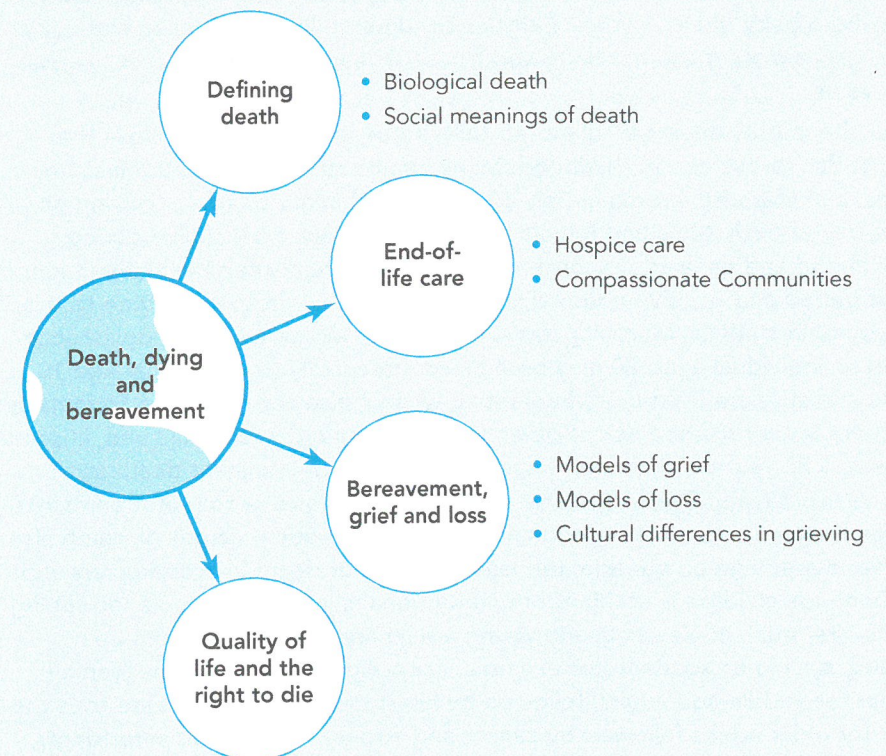 Defining
death
• Biological death
• Social meanings of death
End-of-
life care
• Hospice care
• Compassionate Communities
Death, dying
and
bereavement
Bereavement,
grief and loss
• Models of grief
• Models of loss
• Cultural differences in grieving
Quality of
life and the
right to die